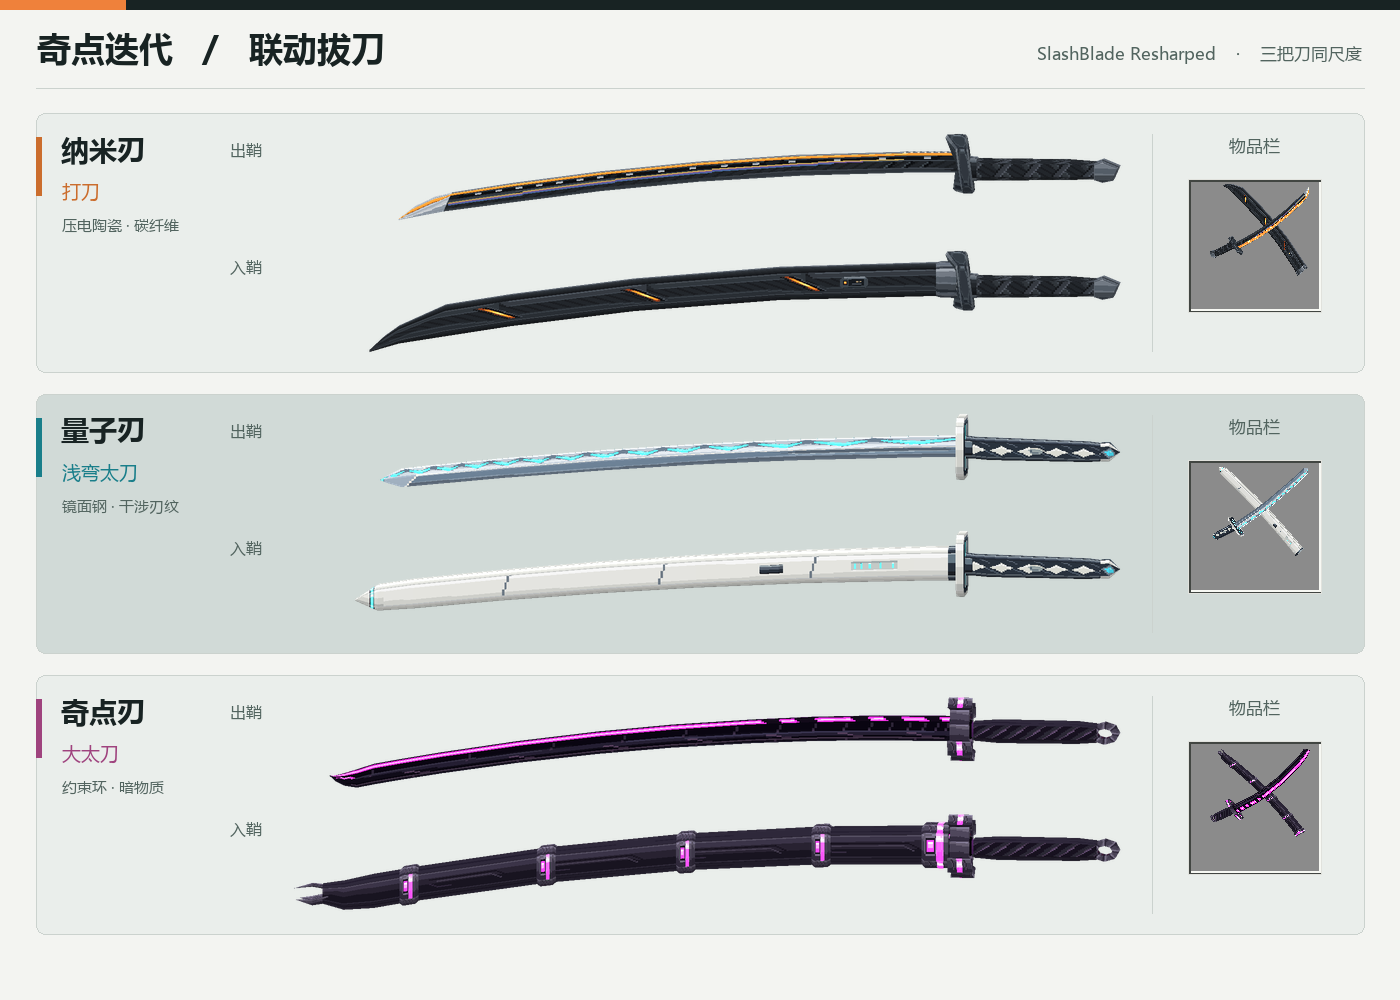 奇点迭代 / 联动拔刀
SlashBlade Resharped · 三把刀同尺度
纳米刃
打刀
压电陶瓷 · 碳纤维
出鞘
入鞘
物品栏
量子刃
浅弯太刀
镜面钢 · 干涉刃纹
出鞘
入鞘
物品栏
奇点刃
大太刀
约束环 · 暗物质
出鞘
入鞘
物品栏